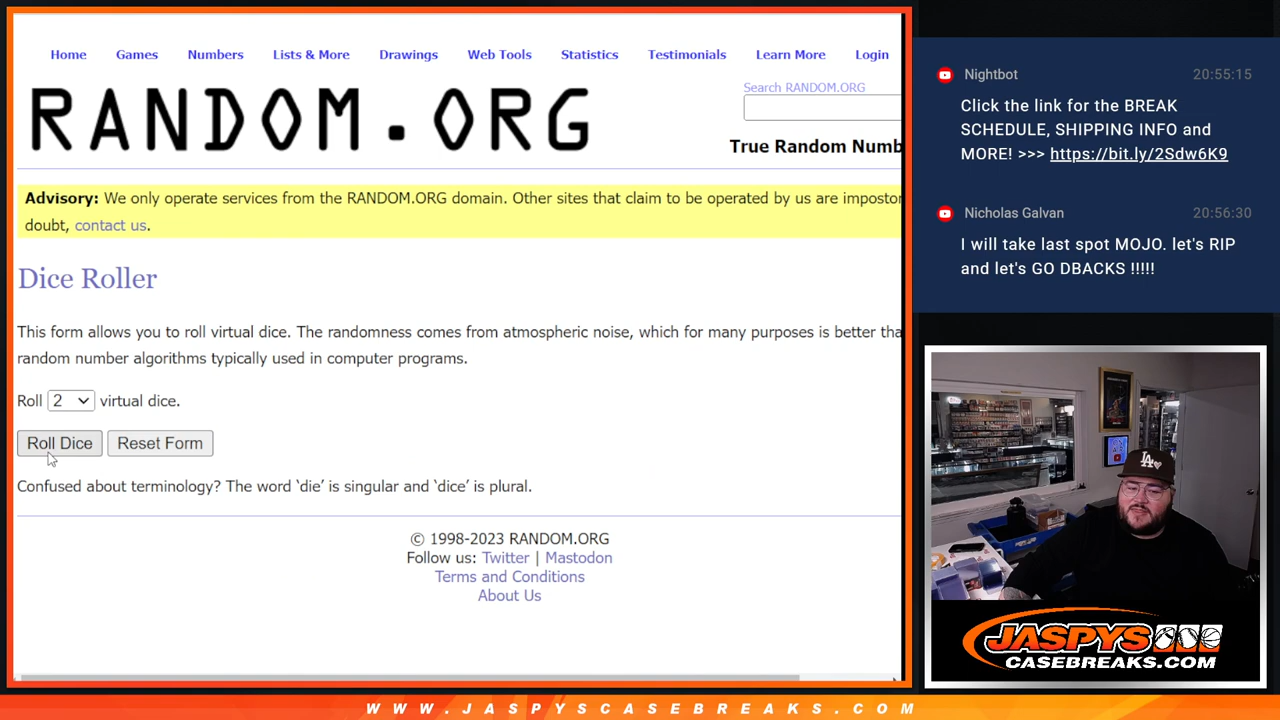 Home Games Numbers Lists & More Drawings Web Tools Statistics Testimonials Learn More Login
RANDOM.ORG
Search RANDOM.ORG
True Random Numb
Advisory: We only operate services from the RANDOM.ORG domain. Other sites that claim to be operated by us are impostor
doubt, contact us.
Dice Roller
This form allows you to roll virtual dice. The randomness comes from atmospheric noise, which for many purposes is better tha
random number algorithms typically used in computer programs.
Roll 2 virtual dice.
Roll Dice Reset Form
Confused about terminology? The word ‘die’ is singular and ‘dice’ is plural.
© 1998-2023 RANDOM.ORG
Follow us: Twitter | Mastodon
Terms and Conditions
About Us
Nightbot 20:55:15
Click the link for the BREAK
SCHEDULE, SHIPPING INFO and
MORE! >>> https://bit.ly/2Sdw6K9
Nicholas Galvan 20:56:30
I will take last spot MOJO. let's RIP
and let's GO DBACKS !!!!!
LA
JASPYS
CASEBREAKS.COM
WWW.JASPYSCASEBREAKS.COM